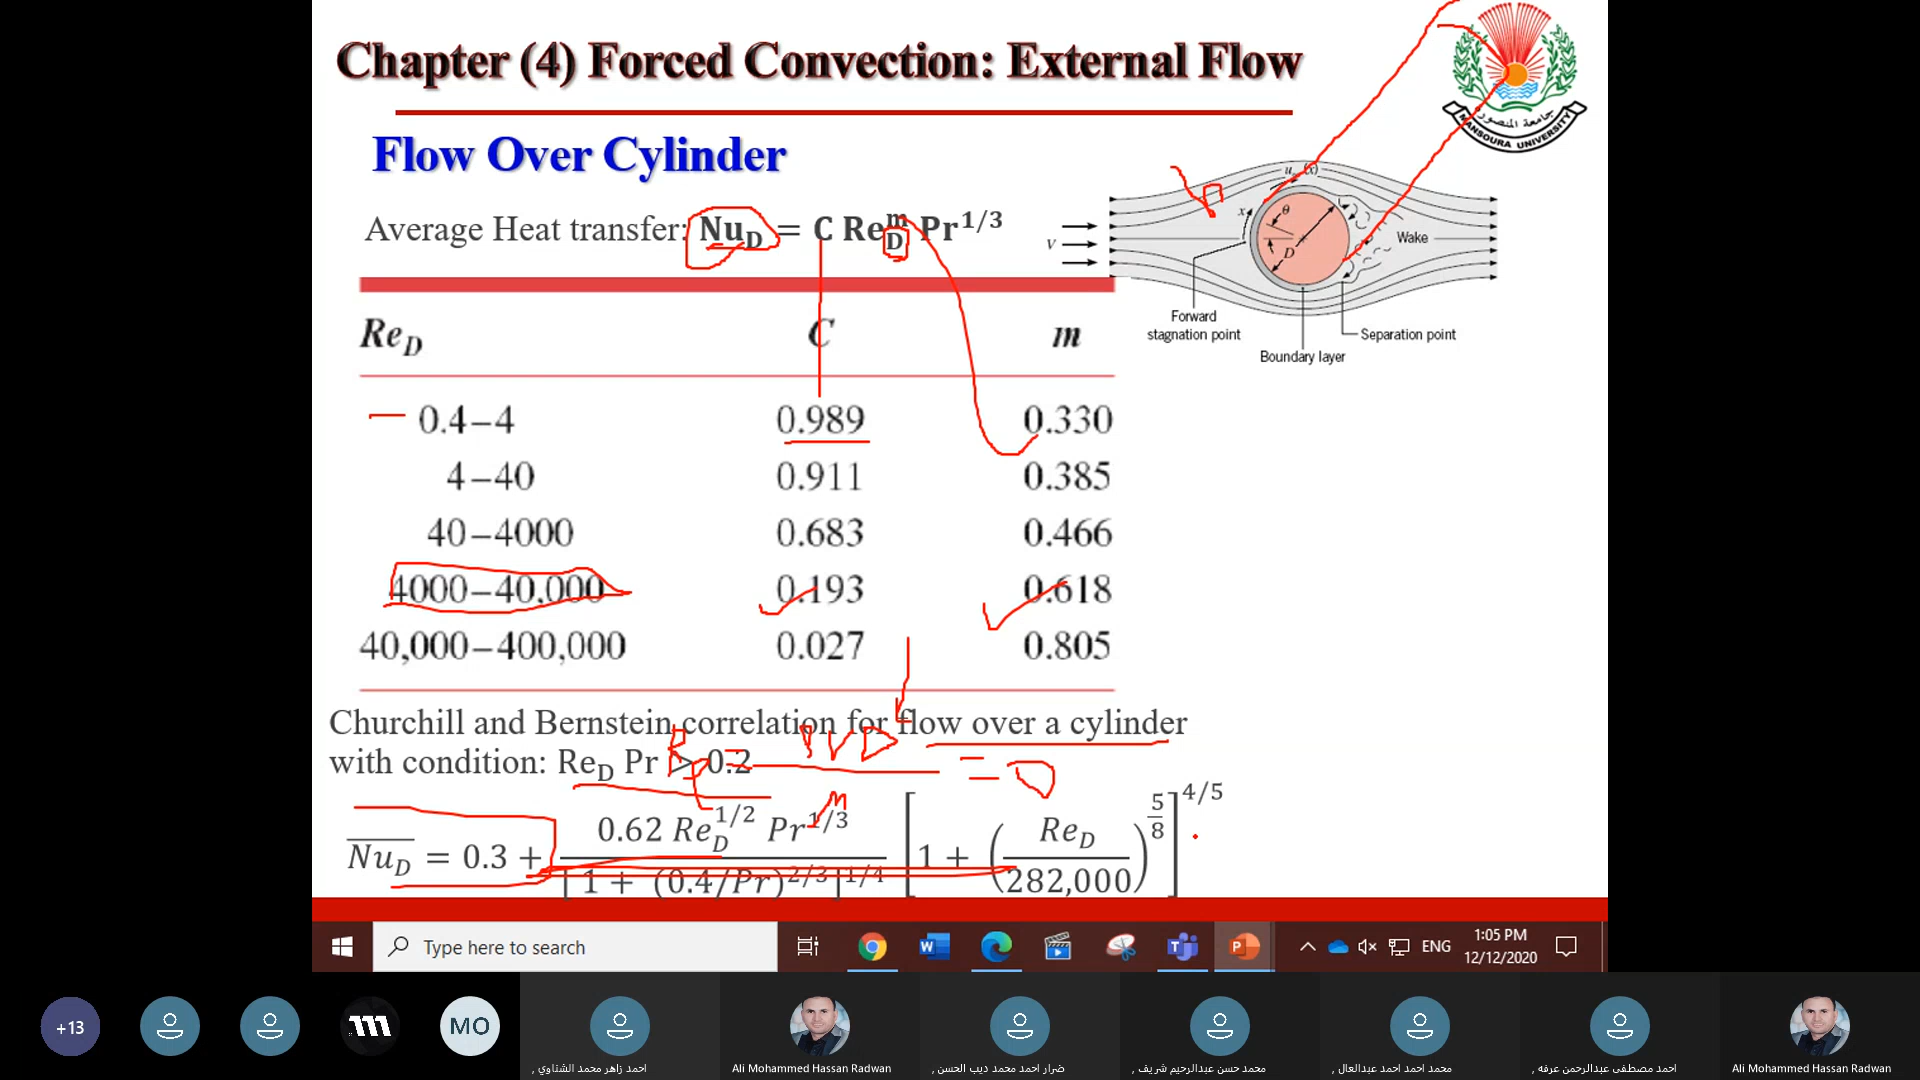 Chapter (4) Forced Convection: External Flow
جامعة المنصورة
MANSOURA UNIVERSITY
Flow Over Cylinder
Average Heat transfer: Nu_D = C Re_D^m Pr^1/3
V
x
θ
D
Wake
Forward
stagnation point
Separation point
Boundary layer
Re_D C m
0.4–4 0.989 0.330
4–40 0.911 0.385
40–4000 0.683 0.466
4000–40,000 0.193 0.618
40,000–400,000 0.027 0.805
Churchill and Bernstein correlation for flow over a cylinder
with condition: Re_D Pr > 0.2
Nu_D = 0.3 + 0.62 Re_D^1/2 Pr^1/3 / [1 + (0.4/Pr)^2/3]^1/4 [1 + (Re_D / 282,000)^5/8]^4/5
Type here to search
ENG
1:05 PM
12/12/2020
+13
MO
احمد زاهر محمد الشناوي ,
Ali Mohammed Hassan Radwan
ضرار احمد محمد ديب الحسن ,
محمد حسن عبدالرحيم شريف ,
محمد احمد احمد عبدالعال ,
احمد مصطفى عبدالرحمن عرفه ,
Ali Mohammed Hassan Radwan